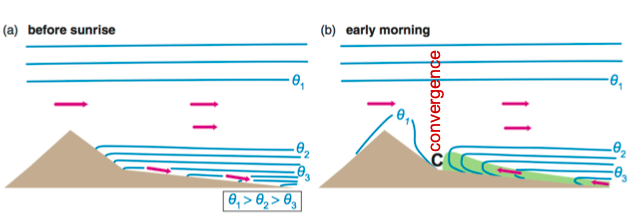 (a) before sunrise
θ₁
θ₂
θ₃
θ₁ > θ₂ > θ₃
(b) early morning
convergence
θ₁
θ₁
C
θ₂
θ₃